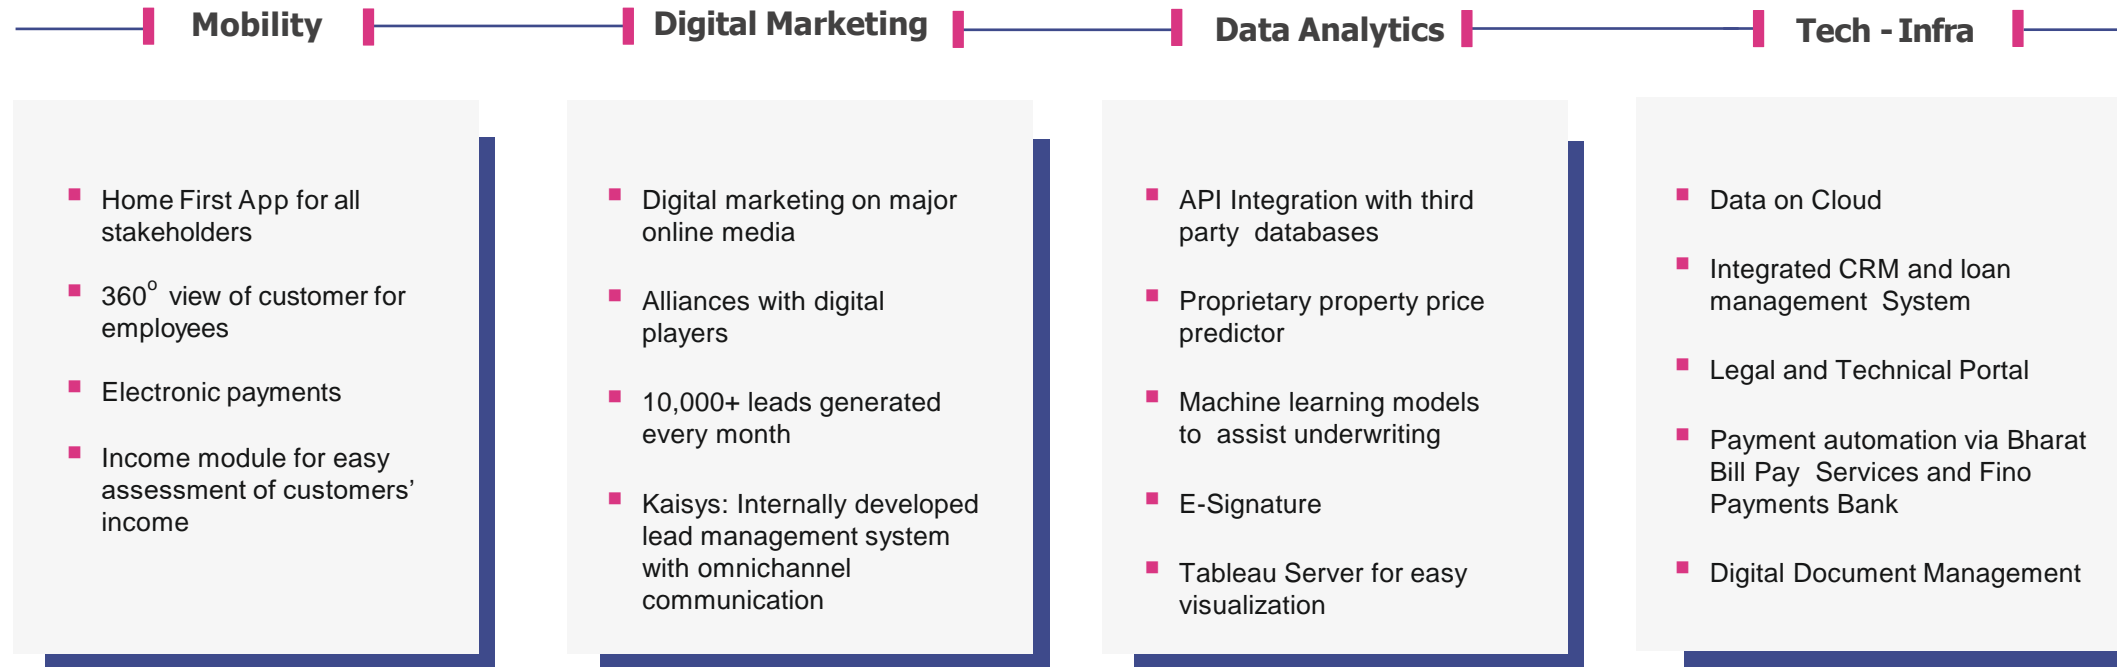 Mobility
Digital Marketing
Data Analytics
Tech - Infra
Home First App for all
stakeholders
360° view of customer for
employees
Electronic payments
Income module for easy
assessment of customers’
income
Digital marketing on major
online media
Alliances with digital
players
10,000+ leads generated
every month
Kaisys: Internally developed
lead management system
with omnichannel
communication
API Integration with third
party databases
Proprietary property price
predictor
Machine learning models
to assist underwriting
E-Signature
Tableau Server for easy
visualization
Data on Cloud
Integrated CRM and loan
management System
Legal and Technical Portal
Payment automation via Bharat
Bill Pay Services and Fino
Payments Bank
Digital Document Management